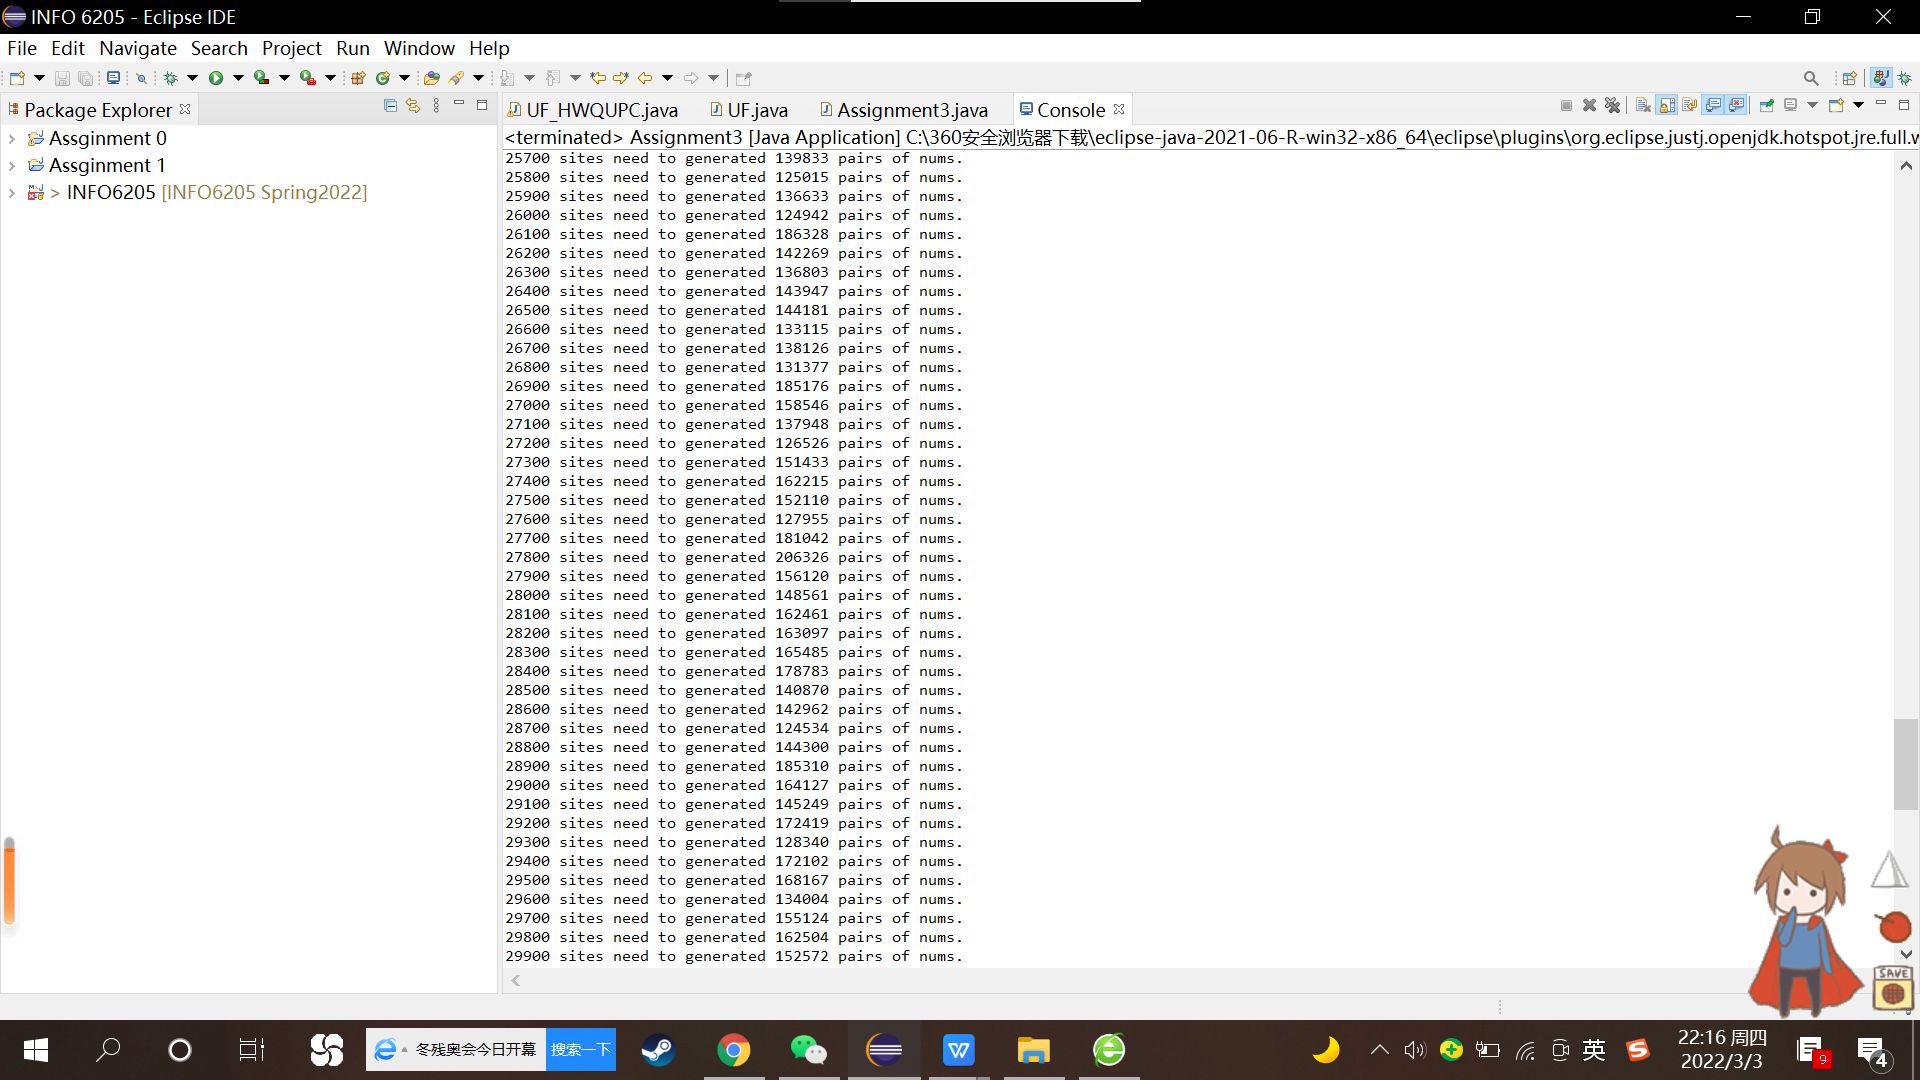 INFO 6205 - Eclipse IDE
File Edit Navigate Search Project Run Window Help
Package Explorer
Assginment 0
Assginment 1
> INFO6205 [INFO6205 Spring2022]
UF_HWQUPC.java UF.java Assignment3.java Console
<terminated> Assignment3 [Java Application] C:\360安全浏览器下载\eclipse-java-2021-06-R-win32-x86_64\eclipse\plugins\org.eclipse.justj.openjdk.hotspot.jre.full.w
25700 sites need to generated 139833 pairs of nums.
25800 sites need to generated 125015 pairs of nums.
25900 sites need to generated 136633 pairs of nums.
26000 sites need to generated 124942 pairs of nums.
26100 sites need to generated 186328 pairs of nums.
26200 sites need to generated 142269 pairs of nums.
26300 sites need to generated 136803 pairs of nums.
26400 sites need to generated 143947 pairs of nums.
26500 sites need to generated 144181 pairs of nums.
26600 sites need to generated 133115 pairs of nums.
26700 sites need to generated 138126 pairs of nums.
26800 sites need to generated 131377 pairs of nums.
26900 sites need to generated 185176 pairs of nums.
27000 sites need to generated 158546 pairs of nums.
27100 sites need to generated 137948 pairs of nums.
27200 sites need to generated 126526 pairs of nums.
27300 sites need to generated 151433 pairs of nums.
27400 sites need to generated 162215 pairs of nums.
27500 sites need to generated 152110 pairs of nums.
27600 sites need to generated 127955 pairs of nums.
27700 sites need to generated 181042 pairs of nums.
27800 sites need to generated 206326 pairs of nums.
27900 sites need to generated 156120 pairs of nums.
28000 sites need to generated 148561 pairs of nums.
28100 sites need to generated 162461 pairs of nums.
28200 sites need to generated 163097 pairs of nums.
28300 sites need to generated 165485 pairs of nums.
28400 sites need to generated 178783 pairs of nums.
28500 sites need to generated 140870 pairs of nums.
28600 sites need to generated 142962 pairs of nums.
28700 sites need to generated 124534 pairs of nums.
28800 sites need to generated 144300 pairs of nums.
28900 sites need to generated 185310 pairs of nums.
29000 sites need to generated 164127 pairs of nums.
29100 sites need to generated 145249 pairs of nums.
29200 sites need to generated 172419 pairs of nums.
29300 sites need to generated 128340 pairs of nums.
29400 sites need to generated 172102 pairs of nums.
29500 sites need to generated 168167 pairs of nums.
29600 sites need to generated 134004 pairs of nums.
29700 sites need to generated 155124 pairs of nums.
29800 sites need to generated 162504 pairs of nums.
29900 sites need to generated 152572 pairs of nums.
SAVE
冬残奥会今日开幕 搜索一下
英
22:16 周四
2022/3/3
9
4